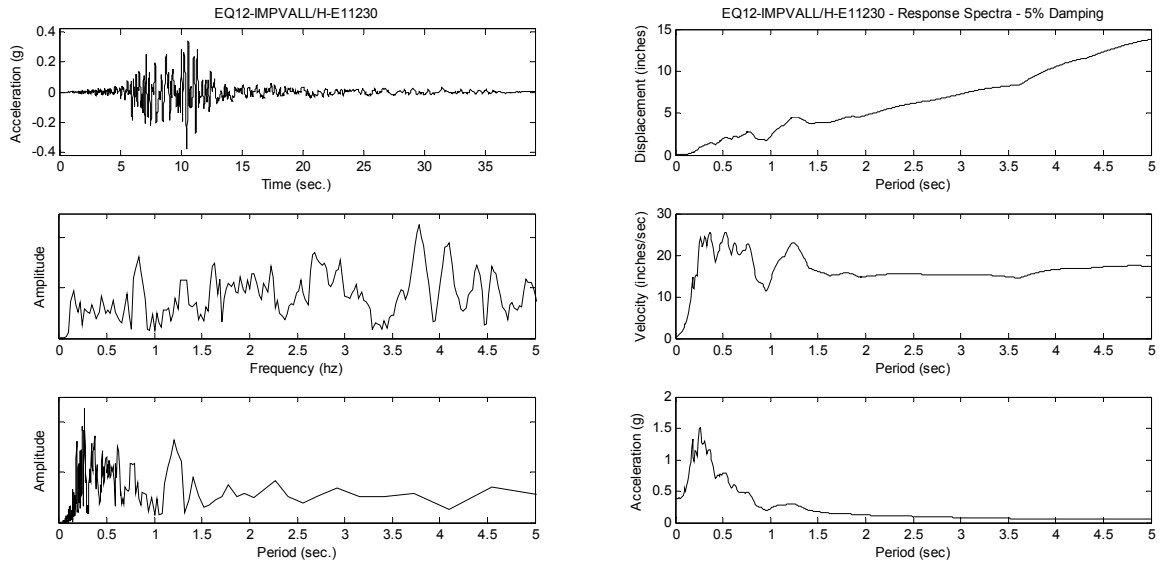 EQ12-IMPVALL/H-E11230
Acceleration (g)
0.4
0.2
0
-0.2
-0.4
0 5 10 15 20 25 30 35
Time (sec.)
Amplitude
0 0.5 1 1.5 2 2.5 3 3.5 4 4.5 5
Frequency (hz)
Amplitude
0 0.5 1 1.5 2 2.5 3 3.5 4 4.5 5
Period (sec.)
EQ12-IMPVALL/H-E11230 - Response Spectra - 5% Damping
Displacement (inches)
15
10
5
0
0 0.5 1 1.5 2 2.5 3 3.5 4 4.5 5
Period (sec)
Velocity (inches/sec)
30
20
10
0
0 0.5 1 1.5 2 2.5 3 3.5 4 4.5 5
Period (sec)
Acceleration (g)
2
1.5
1
0.5
0
0 0.5 1 1.5 2 2.5 3 3.5 4 4.5 5
Period (sec)